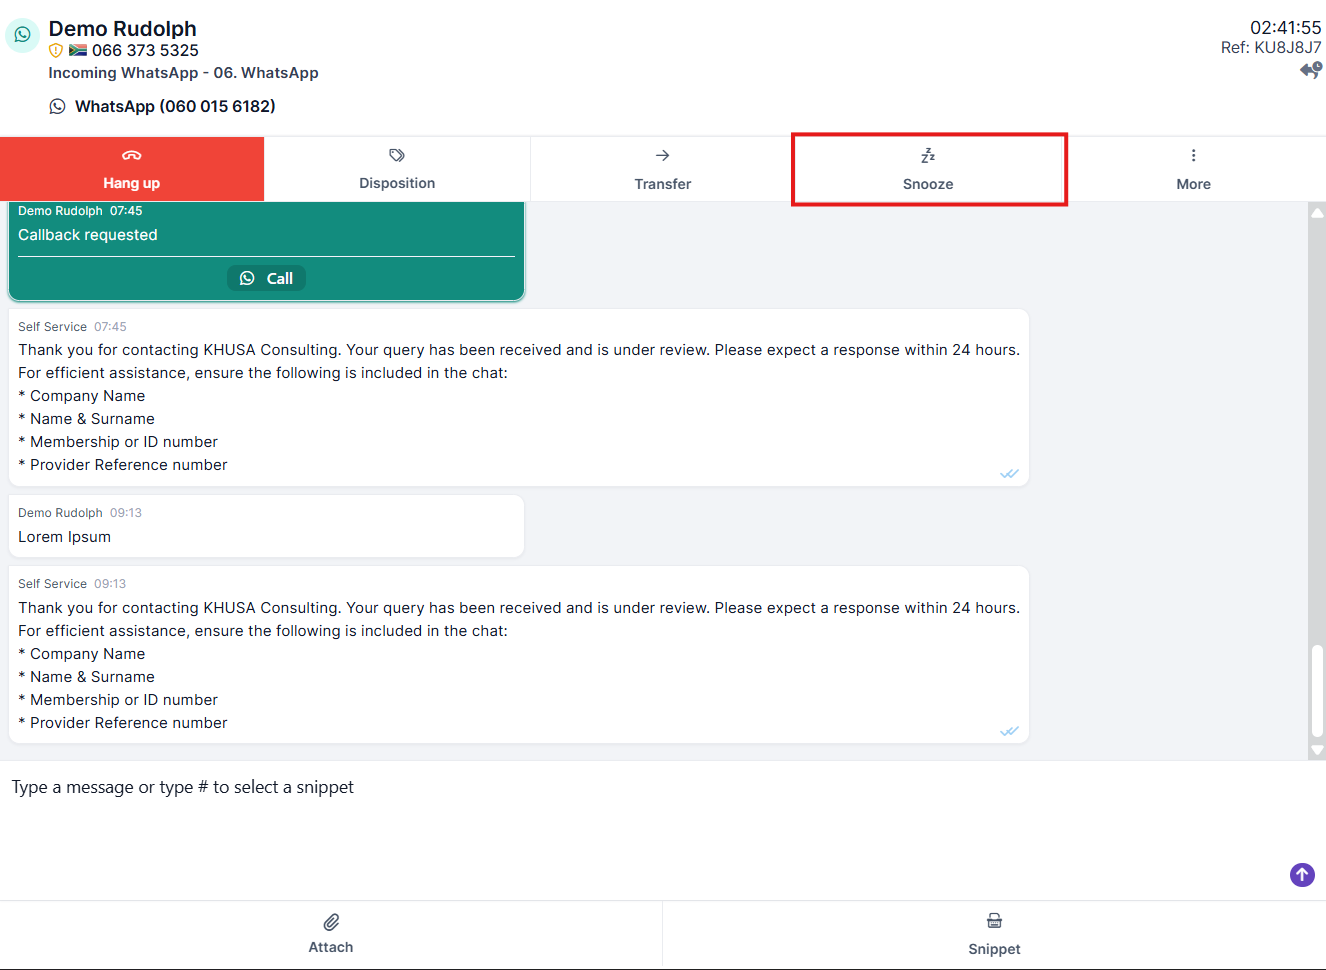 Demo Rudolph
066 373 5325
Incoming WhatsApp - 06. WhatsApp
WhatsApp (060 015 6182)
02:41:55
Ref: KU8J8J7
Hang up
Disposition
Transfer
Snooze
More
Demo Rudolph 07:45
Callback requested
Call
Self Service 07:45
Thank you for contacting KHUSA Consulting. Your query has been received and is under review. Please expect a response within 24 hours.
For efficient assistance, ensure the following is included in the chat:
* Company Name
* Name & Surname
* Membership or ID number
* Provider Reference number
Demo Rudolph 09:13
Lorem Ipsum
Self Service 09:13
Thank you for contacting KHUSA Consulting. Your query has been received and is under review. Please expect a response within 24 hours.
For efficient assistance, ensure the following is included in the chat:
* Company Name
* Name & Surname
* Membership or ID number
* Provider Reference number
Type a message or type # to select a snippet
Attach
Snippet